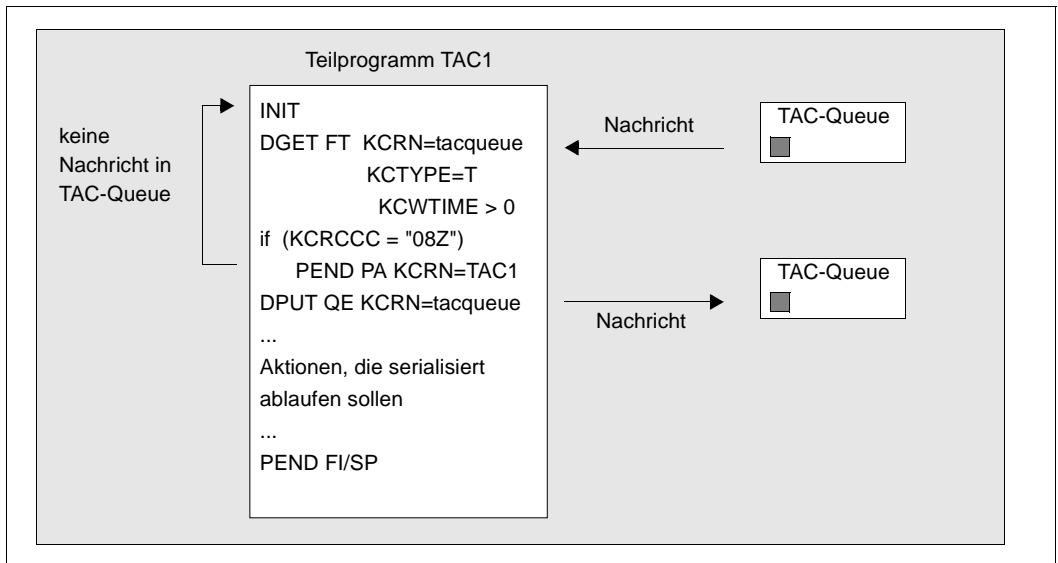 Teilprogramm TAC1
keine
Nachricht in
TAC-Queue
INIT
DGET FT KCRN=tacqueue
KCTYPE=T
KCWTIME > 0
if (KCRCCC = "08Z")
PEND PA KCRN=TAC1
DPUT QE KCRN=tacqueue
...
Aktionen, die serialisiert
ablaufen sollen
...
PEND FI/SP
Nachricht
TAC-Queue
Nachricht
TAC-Queue